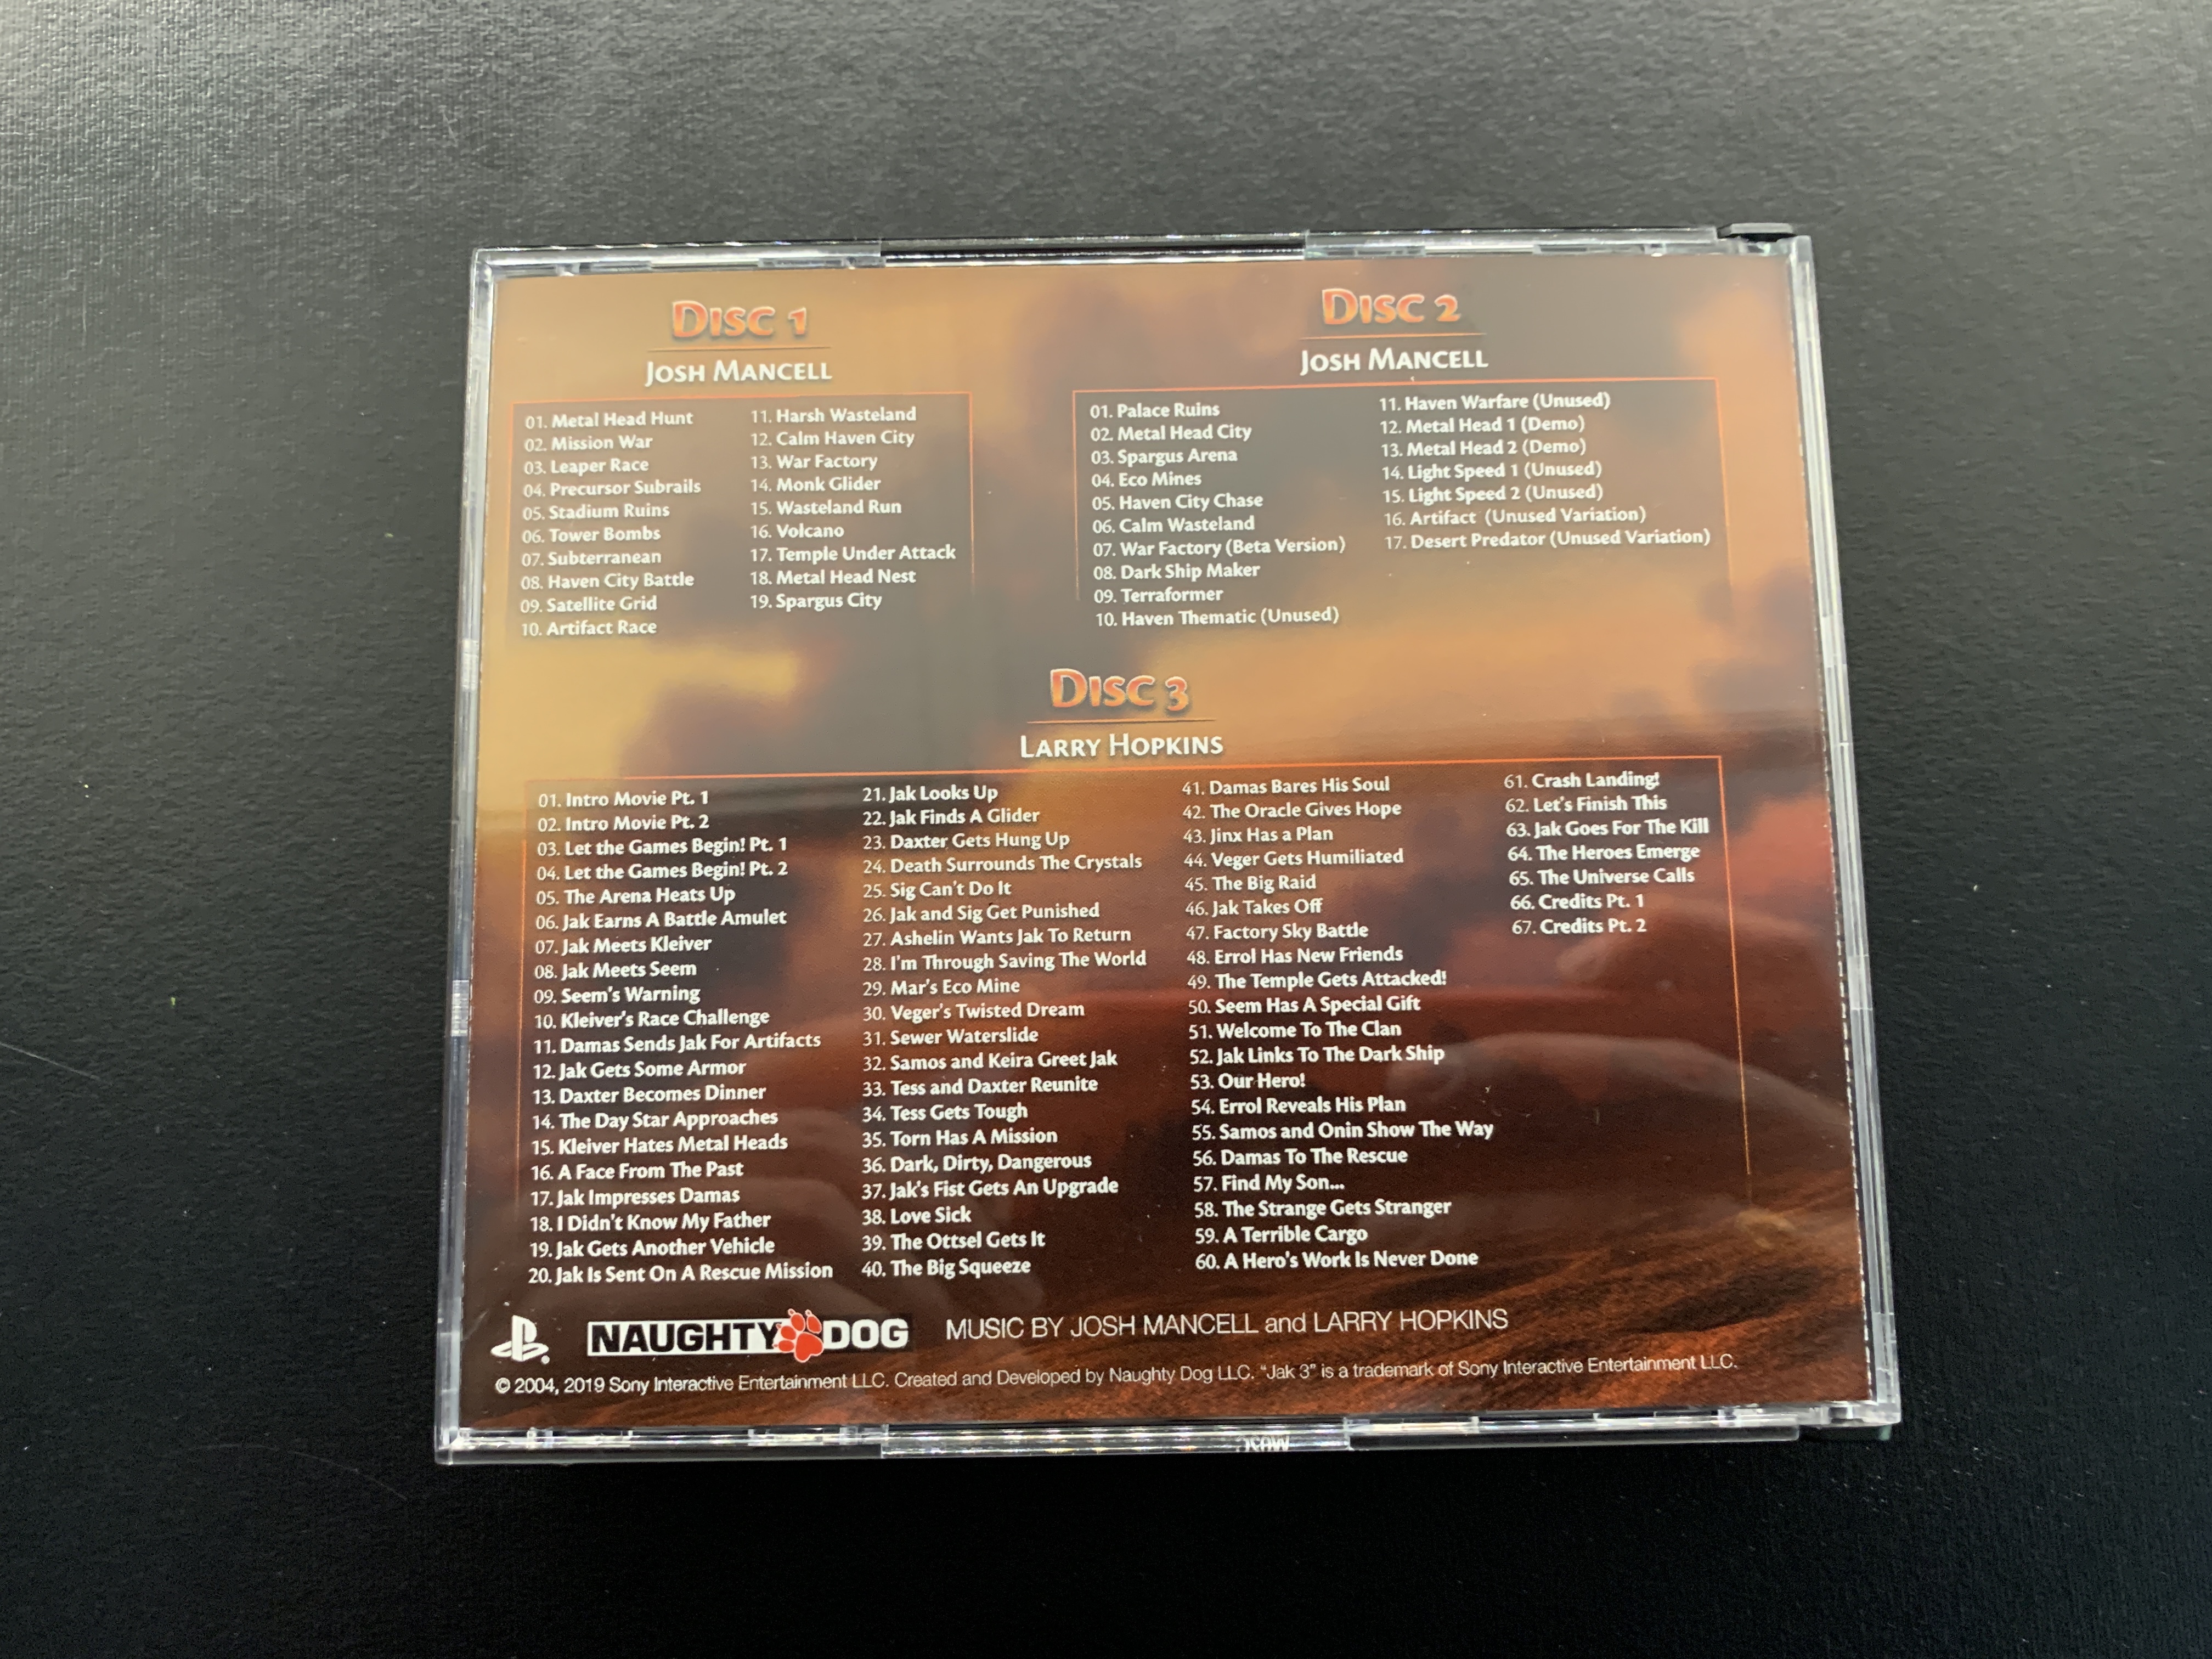 DISC 1
JOSH MANCELL
01. Metal Head Hunt
02. Mission War
03. Leaper Race
04. Precursor Subrails
05. Stadium Ruins
06. Tower Bombs
07. Subterranean
08. Haven City Battle
09. Satellite Grid
10. Artifact Race
11. Harsh Wasteland
12. Calm Haven City
13. War Factory
14. Monk Glider
15. Wasteland Run
16. Volcano
17. Temple Under Attack
18. Metal Head Nest
19. Spargus City
DISC 2
JOSH MANCELL
01. Palace Ruins
02. Metal Head City
03. Spargus Arena
04. Eco Mines
05. Haven City Chase
06. Calm Wasteland
07. War Factory (Beta Version)
08. Dark Ship Maker
09. Terraformer
10. Haven Thematic (Unused)
11. Haven Warfare (Unused)
12. Metal Head 1 (Demo)
13. Metal Head 2 (Demo)
14. Light Speed 1 (Unused)
15. Light Speed 2 (Unused)
16. Artifact (Unused Variation)
17. Desert Predator (Unused Variation)
DISC 3
LARRY HOPKINS
01. Intro Movie Pt. 1
02. Intro Movie Pt. 2
03. Let the Games Begin! Pt. 1
04. Let the Games Begin! Pt. 2
05. The Arena Heats Up
06. Jak Earns A Battle Amulet
07. Jak Meets Kleiver
08. Jak Meets Seem
09. Seem's Warning
10. Kleiver's Race Challenge
11. Damas Sends Jak For Artifacts
12. Jak Gets Some Armor
13. Daxter Becomes Dinner
14. The Day Star Approaches
15. Kleiver Hates Metal Heads
16. A Face From The Past
17. Jak Impresses Damas
18. I Didn't Know My Father
19. Jak Gets Another Vehicle
20. Jak Is Sent On A Rescue Mission
21. Jak Looks Up
22. Jak Finds A Glider
23. Daxter Gets Hung Up
24. Death Surrounds The Crystals
25. Sig Can't Do It
26. Jak and Sig Get Punished
27. Ashelin Wants Jak To Return
28. I'm Through Saving The World
29. Mar's Eco Mine
30. Veger's Twisted Dream
31. Sewer Waterslide
32. Samos and Keira Greet Jak
33. Tess and Daxter Reunite
34. Tess Gets Tough
35. Torn Has A Mission
36. Dark, Dirty, Dangerous
37. Jak's Fist Gets An Upgrade
38. Love Sick
39. The Ottsel Gets It
40. The Big Squeeze
41. Damas Bares His Soul
42. The Oracle Gives Hope
43. Jinx Has a Plan
44. Veger Gets Humiliated
45. The Big Raid
46. Jak Takes Off
47. Factory Sky Battle
48. Errol Has New Friends
49. The Temple Gets Attacked!
50. Seem Has A Special Gift
51. Welcome To The Clan
52. Jak Links To The Dark Ship
53. Our Hero!
54. Errol Reveals His Plan
55. Samos and Onin Show The Way
56. Damas To The Rescue
57. Find My Son...
58. The Strange Gets Stranger
59. A Terrible Cargo
60. A Hero's Work Is Never Done
61. Crash Landing!
62. Let's Finish This
63. Jak Goes For The Kill
64. The Heroes Emerge
65. The Universe Calls
66. Credits Pt. 1
67. Credits Pt. 2
NAUGHTY DOG
MUSIC BY JOSH MANCELL and LARRY HOPKINS
© 2004, 2019 Sony Interactive Entertainment LLC. Created and Developed by Naughty Dog LLC. “Jak 3” is a trademark of Sony Interactive Entertainment LLC.